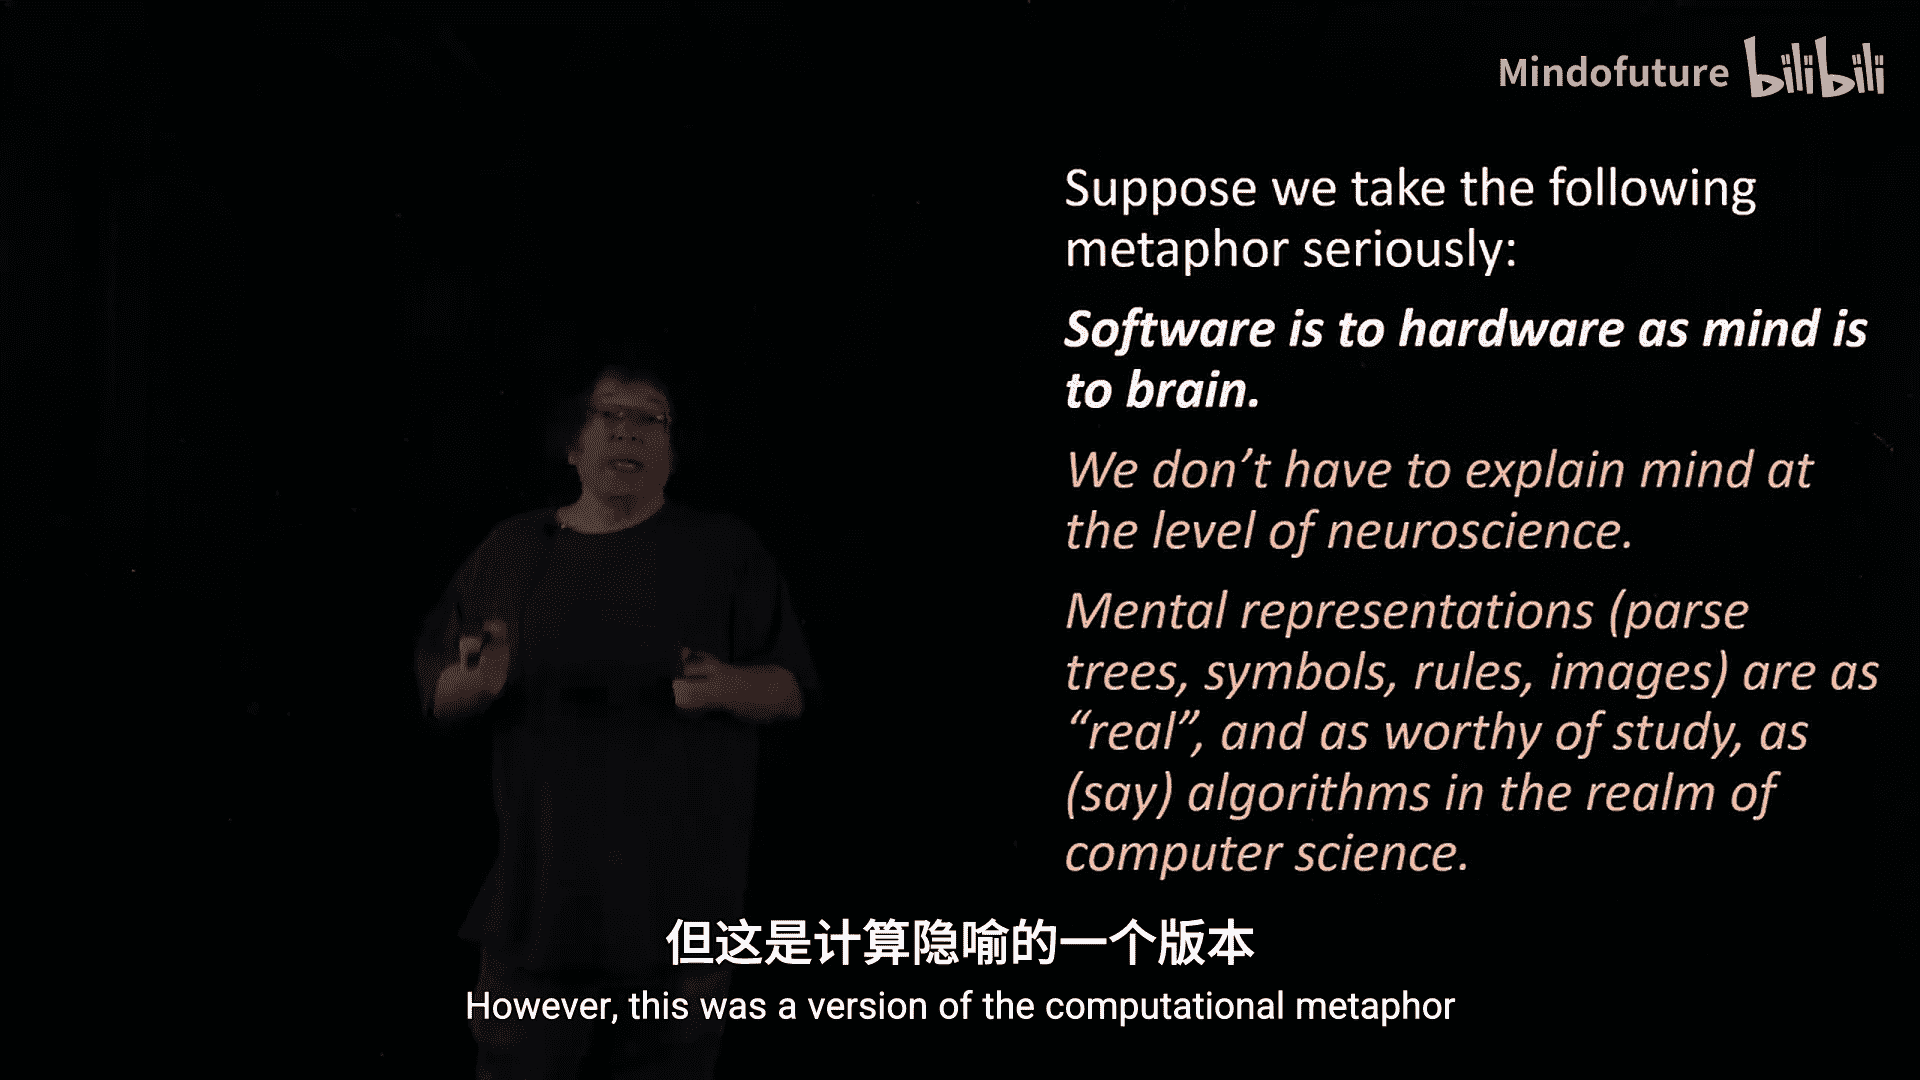 Mindofuture bilibili
Suppose we take the following
metaphor seriously:
Software is to hardware as mind is
to brain.
We don’t have to explain mind at
the level of neuroscience.
Mental representations (parse
trees, symbols, rules, images) are as
“real”, and as worthy of study, as
(say) algorithms in the realm of
computer science.
但这是计算隐喻的一个版本
However, this was a version of the computational metaphor